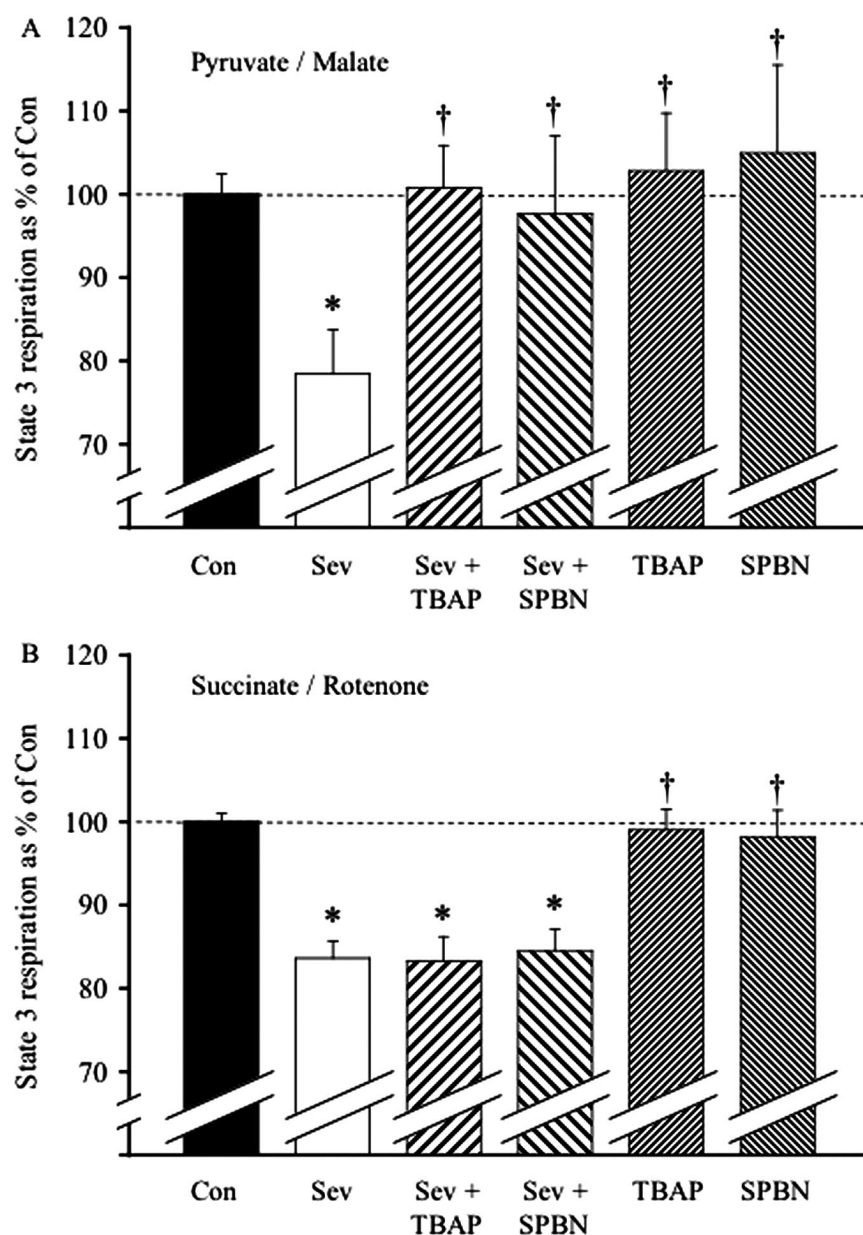 A
Pyruvate / Malate
State 3 respiration as % of Con
120
110
100
90
80
70
*
†
†
†
†
Con
Sev
Sev +
TBAP
Sev +
SPBN
TBAP
SPBN
B
Succinate / Rotenone
State 3 respiration as % of Con
120
110
100
90
80
70
*
*
*
†
†
Con
Sev
Sev +
TBAP
Sev +
SPBN
TBAP
SPBN